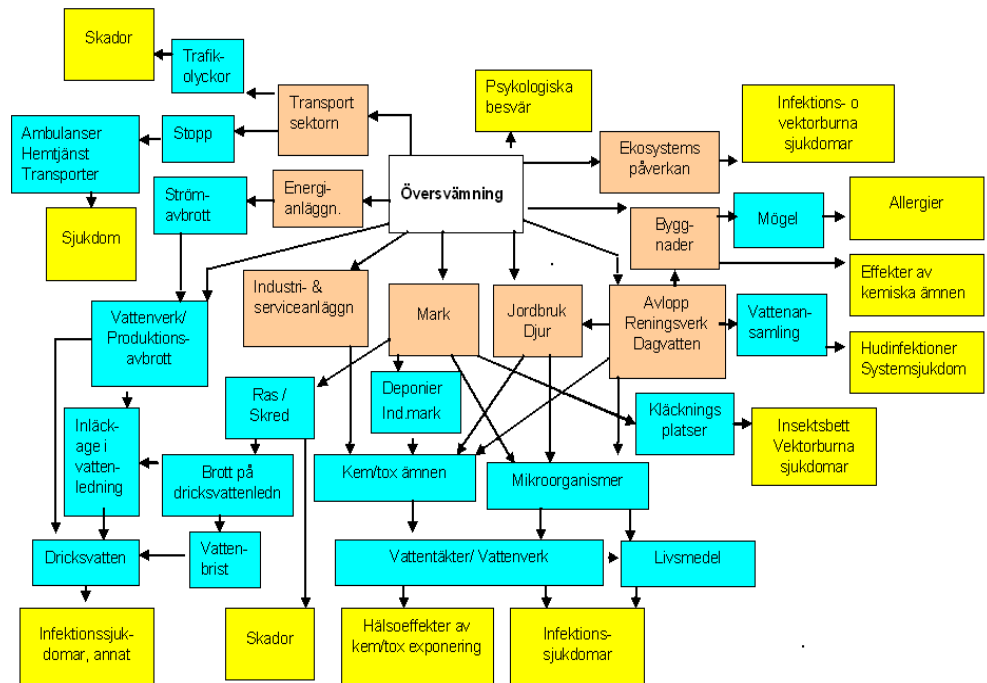 Skador
Trafik-
olyckor
Psykologiska
besvär
Infektions- o
vektorburna
sjukdomar
Transport
sektorn
Ambulanser
Hemtjänst
Transporter
Stopp
Ekosystems
påverkan
Översvämning
Energi-
anläggn.
Ström-
avbrott
Sjukdom
Bygg-
nader
Mögel
Allergier
Effekter av
kemiska ämnen
Industri- &
serviceanläggn
Mark
Jordbruk
Djur
Avlopp
Reningsverk
Dagvatten
Vattenan-
samling
Hudinfektioner
Systemsjukdom
Vattenverk/
Produktions-
avbrott
Ras /
Skred
Deponier
Ind.mark
Kläcknings
platser
Insektsbett
Vektorburna
sjukdomar
Inläck-
age i
vatten-
ledning
Brott på
dricksvattenledn
Kem/tox ämnen
Mikroorganismer
Dricksvatten
Vatten-
brist
Vattentäkter/ Vattenverk
Livsmedel
Infektionssjuk-
domar, annat
Skador
Hälsoeffekter av
kem/tox exponering
Infektions-
sjukdomar